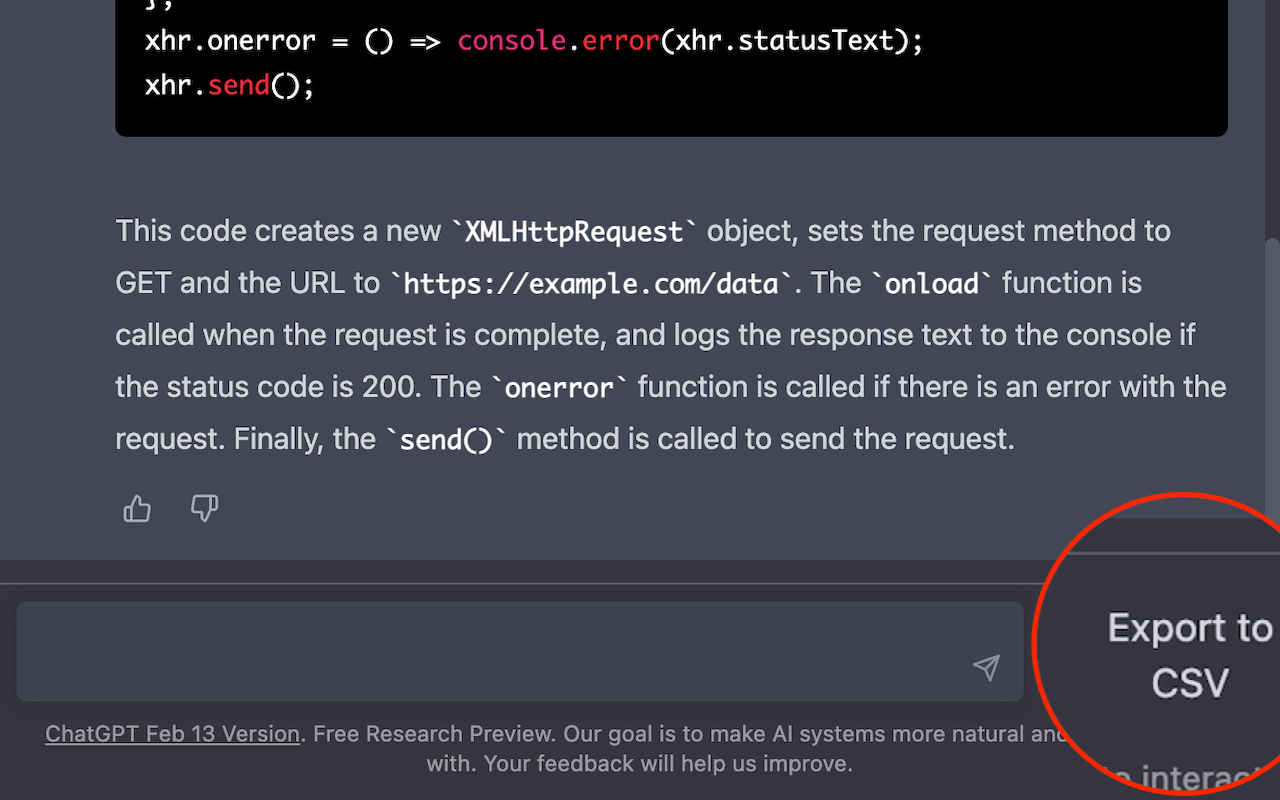 };
xhr.onerror = () => console.error(xhr.statusText);
xhr.send();
This code creates a new `XMLHttpRequest` object, sets the request method to
GET and the URL to `https://example.com/data`. The `onload` function is
called when the request is complete, and logs the response text to the console if
the status code is 200. The `onerror` function is called if there is an error with the
request. Finally, the `send()` method is called to send the request.
Export to
CSV
ChatGPT Feb 13 Version. Free Research Preview. Our goal is to make AI systems more natural and
with. Your feedback will help us improve.